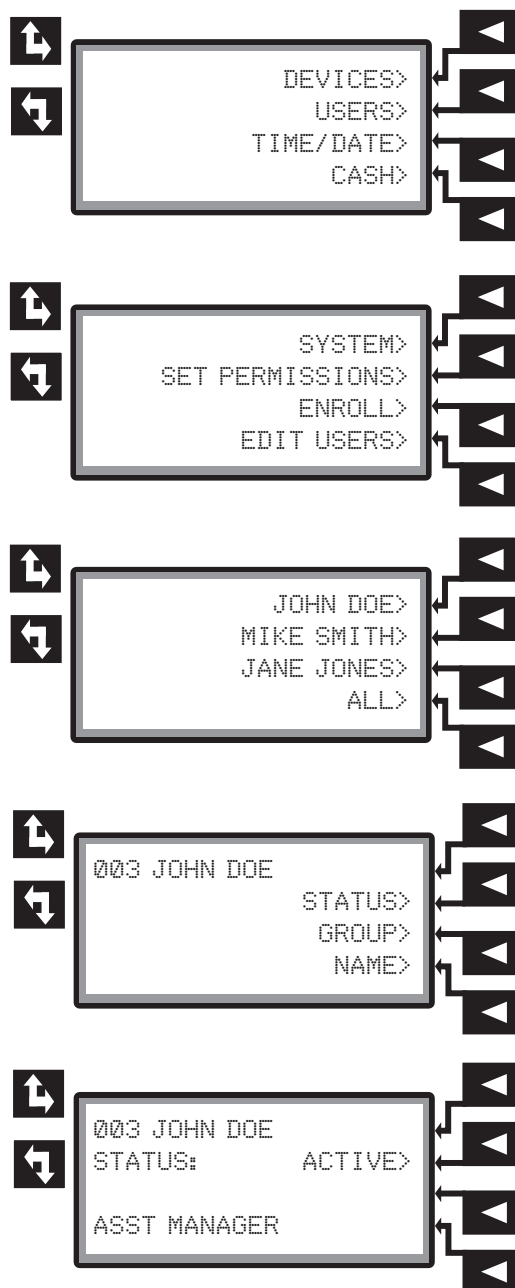 DEVICES>
USERS>
TIME/DATE>
CASH>
SYSTEM>
SET PERMISSIONS>
ENROLL>
EDIT USERS>
JOHN DOE>
MIKE SMITH>
JANE JONES>
ALL>
003 JOHN DOE
STATUS>
GROUP>
NAME>
003 JOHN DOE
STATUS: ACTIVE>
ASST MANAGER